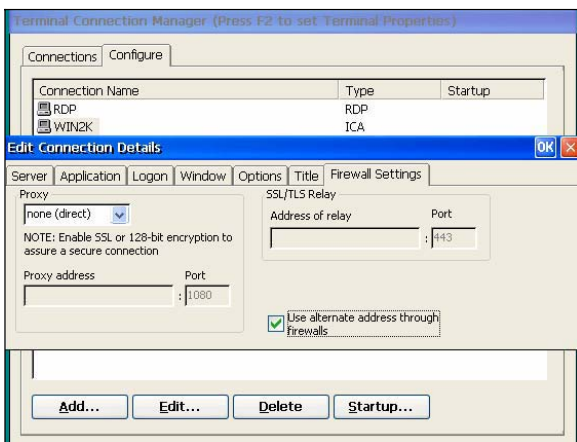 Terminal Connection Manager (Press F2 to set Terminal Properties)
Connections Configure
Connection Name Type Startup
RDP RDP
WIN2K ICA
Edit Connection Details OK
Server Application Logon Window Options Title Firewall Settings
Proxy
none (direct)
NOTE: Enable SSL or 128-bit encryption to
assure a secure connection
Proxy address Port
: 1080
SSL/TLS Relay
Address of relay Port
: 443
Use alternate address through
firewalls
Add... Edit... Delete Startup...